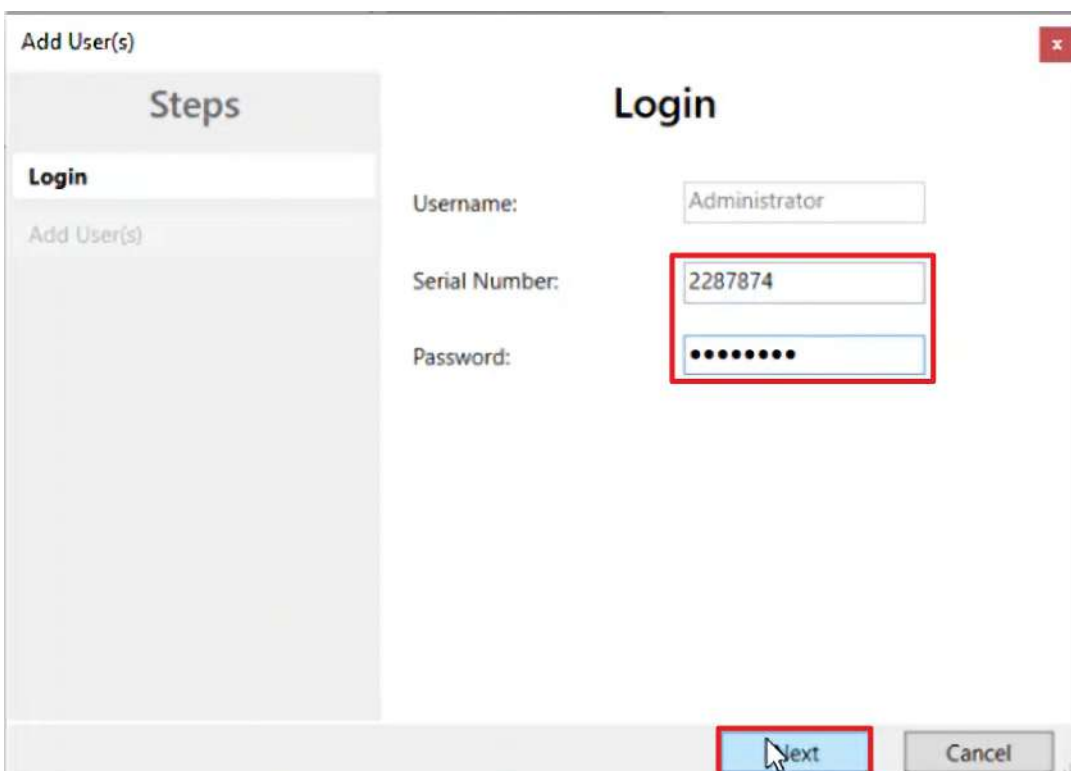 Add User(s)
x
Steps
Login
Login
Add User(s)
Username:
Administrator
Serial Number:
2287874
Password:
••••••••
Next
Cancel